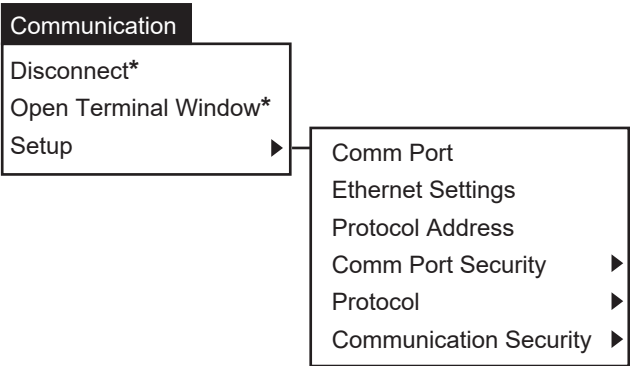 Communication
Disconnect*
Open Terminal Window*
Setup
Comm Port
Ethernet Settings
Protocol Address
Comm Port Security
Protocol
Communication Security